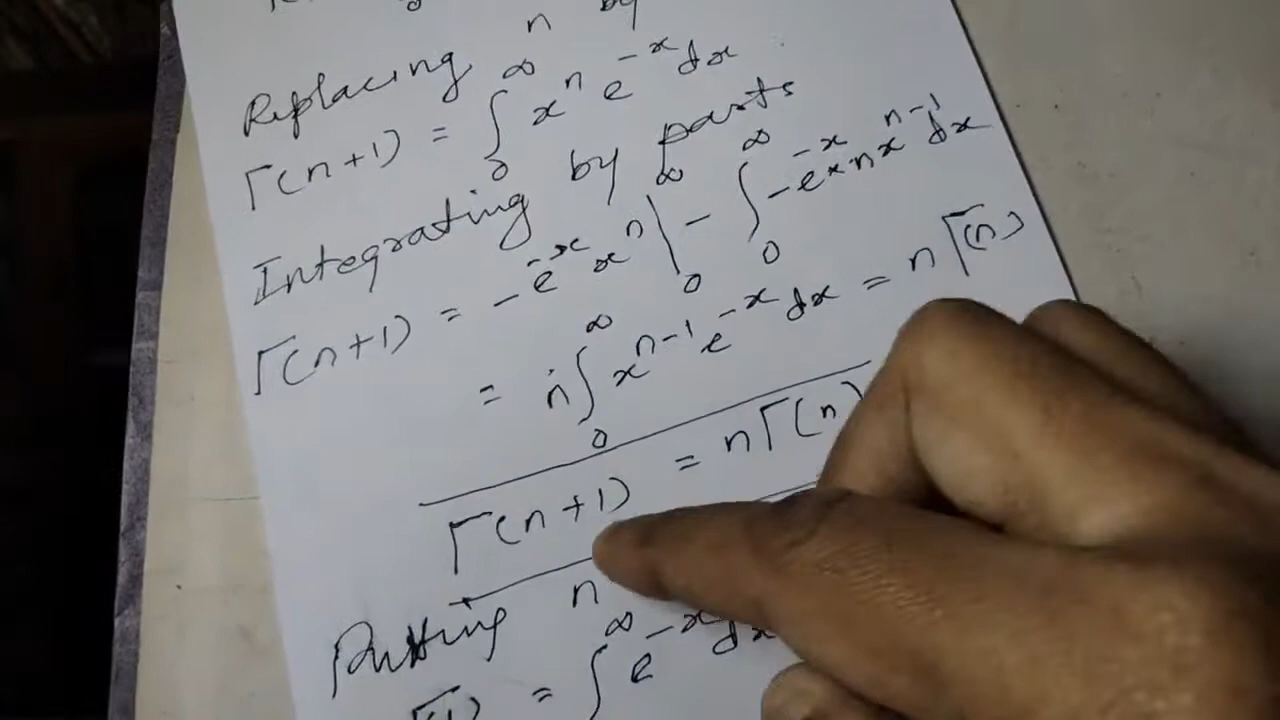 n by
Replacing
Γ(n+1) = ∫₀^∞ xⁿ e⁻ˣ dx
Integrating by parts
Γ(n+1) = -e⁻ˣ xⁿ |₀^∞ - ∫₀^∞ -e⁻ˣ × n xⁿ⁻¹ dx
= n ∫₀^∞ xⁿ⁻¹ e⁻ˣ dx = n Γ(n)
Γ(n+1) = n Γ(n)
Putting n
Γ(1) = ∫^∞ e⁻ˣ dx